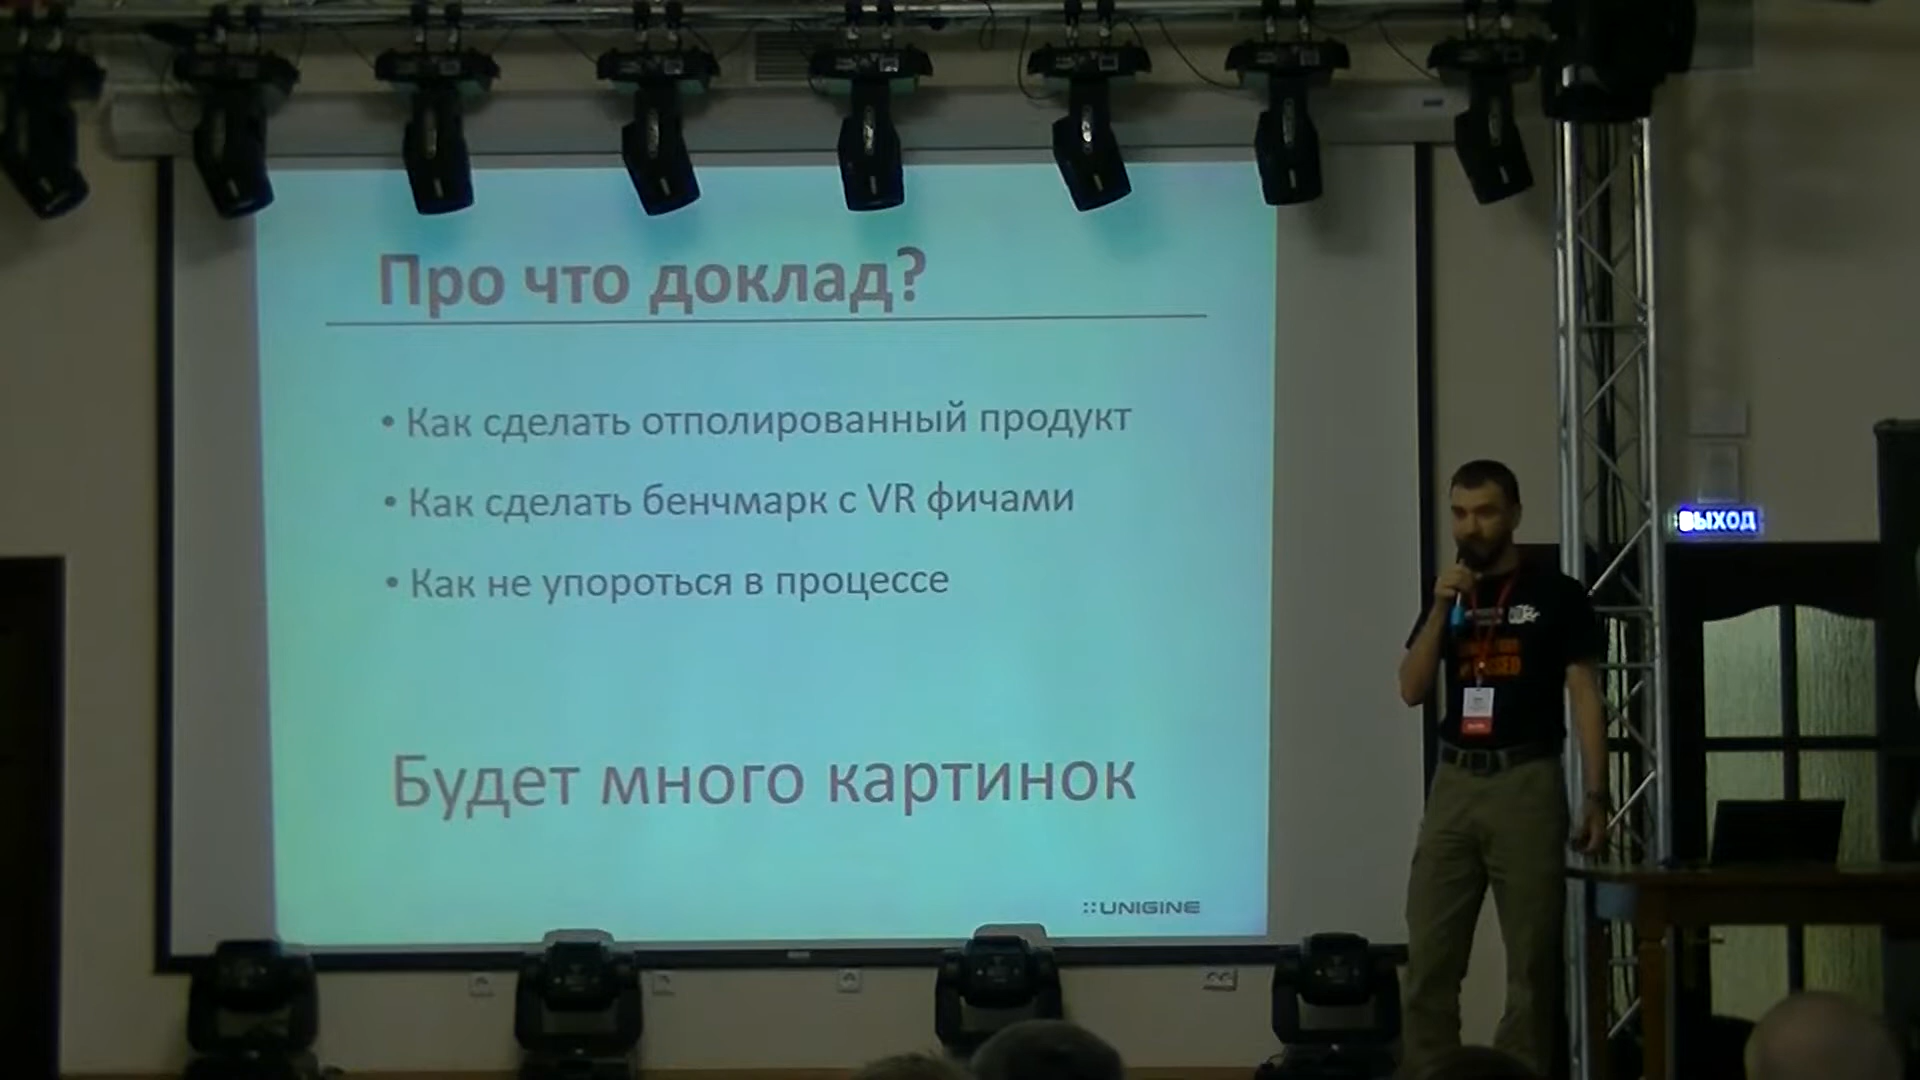 Про что доклад?
• Как сделать отполированный продукт
• Как сделать бенчмарк с VR фичами
• Как не упороться в процессе
Будет много картинок
::UNIGINE
ВЫХОД